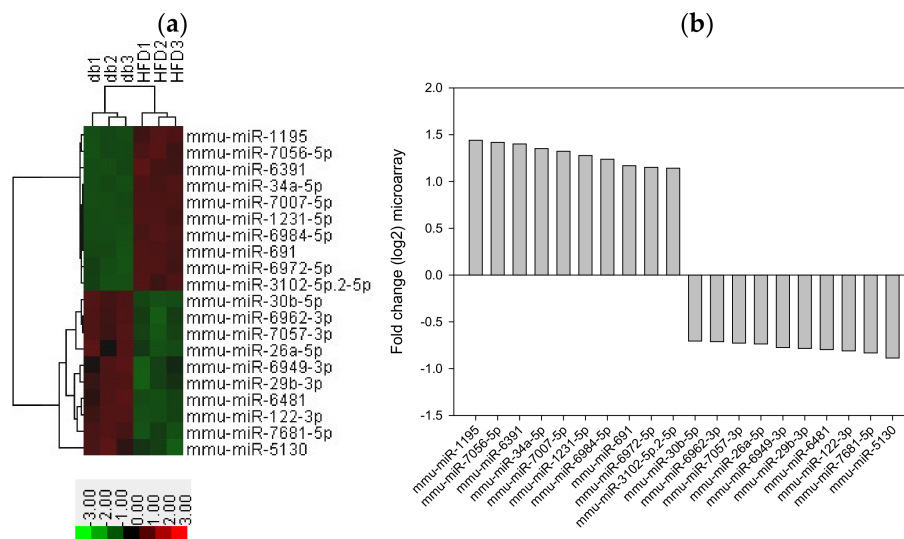 (a) (b)
db1 db2 db3 HFD1 HFD2 HFD3
mmu-miR-1195
mmu-miR-7056-5p
mmu-miR-6391
mmu-miR-34a-5p
mmu-miR-7007-5p
mmu-miR-1231-5p
mmu-miR-6984-5p
mmu-miR-691
mmu-miR-6972-5p
mmu-miR-3102-5p.2-5p
mmu-miR-30b-5p
mmu-miR-6962-3p
mmu-miR-7057-3p
mmu-miR-26a-5p
mmu-miR-6949-3p
mmu-miR-29b-3p
mmu-miR-6481
mmu-miR-122-3p
mmu-miR-7681-5p
mmu-miR-5130
-3.00 -2.00 -1.00 0.00 1.00 2.00 3.00
Fold change (log2) microarray
2.0
1.5
1.0
0.5
0.0
-0.5
-1.0
-1.5
mmu-miR-1195
mmu-miR-7056-5p
mmu-miR-6391
mmu-miR-34a-5p
mmu-miR-7007-5p
mmu-miR-1231-5p
mmu-miR-6984-5p
mmu-miR-691
mmu-miR-6972-5p
mmu-miR-3102-5p.2-5p
mmu-miR-30b-5p
mmu-miR-6962-3p
mmu-miR-7057-3p
mmu-miR-26a-5p
mmu-miR-6949-3p
mmu-miR-29b-3p
mmu-miR-6481
mmu-miR-122-3p
mmu-miR-7681-5p
mmu-miR-5130